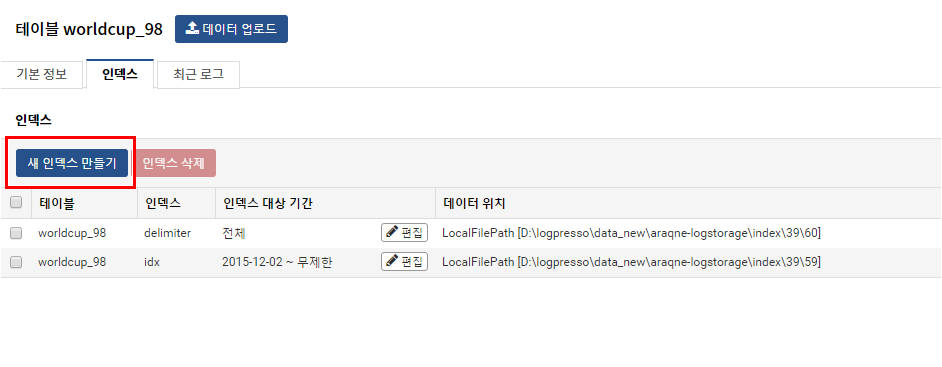 테이블 worldcup_98 데이터 업로드
기본 정보 인덱스 최근 로그
인덱스
새 인덱스 만들기 인덱스 삭제
테이블 인덱스 인덱스 대상 기간 데이터 위치
worldcup_98 delimiter 전체 편집 LocalFilePath [D:\logpresso\data_new\araqne-logstorage\index\39\60]
worldcup_98 idx 2015-12-02 ~ 무제한 편집 LocalFilePath [D:\logpresso\data_new\araqne-logstorage\index\39\59]